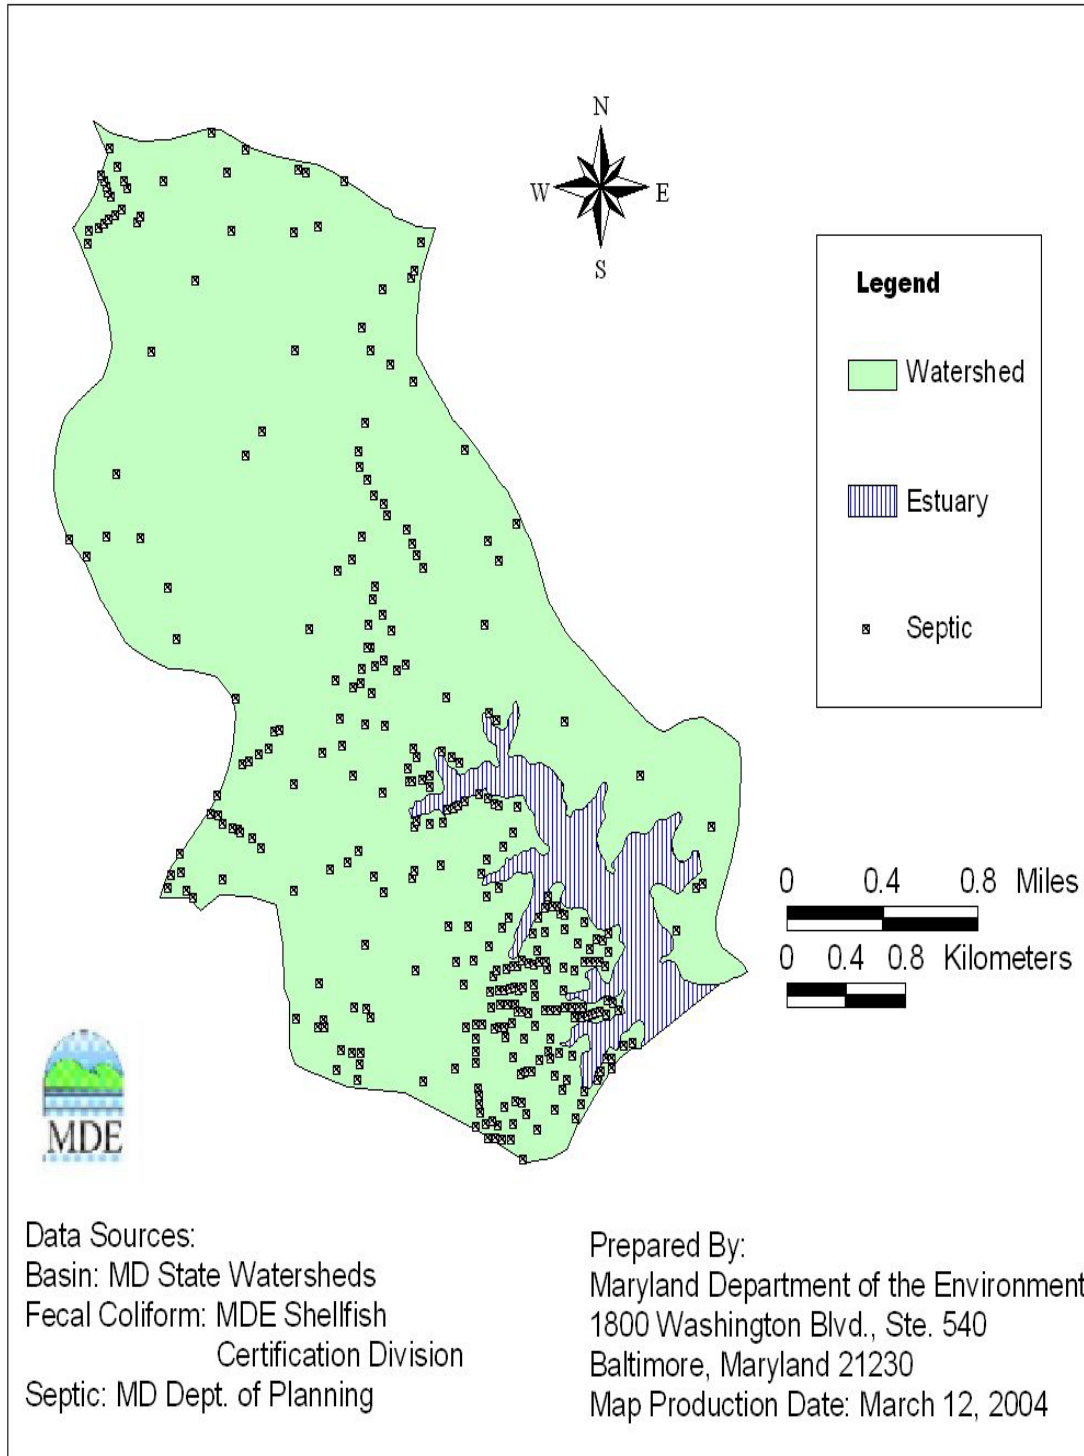 N
W E
S
Legend
Watershed
Estuary
Septic
0 0.4 0.8 Miles
0 0.4 0.8 Kilometers
MDE
Data Sources:
Basin: MD State Watersheds
Fecal Coliform: MDE Shellfish
Certification Division
Septic: MD Dept. of Planning
Prepared By:
Maryland Department of the Environment
1800 Washington Blvd., Ste. 540
Baltimore, Maryland 21230
Map Production Date: March 12, 2004